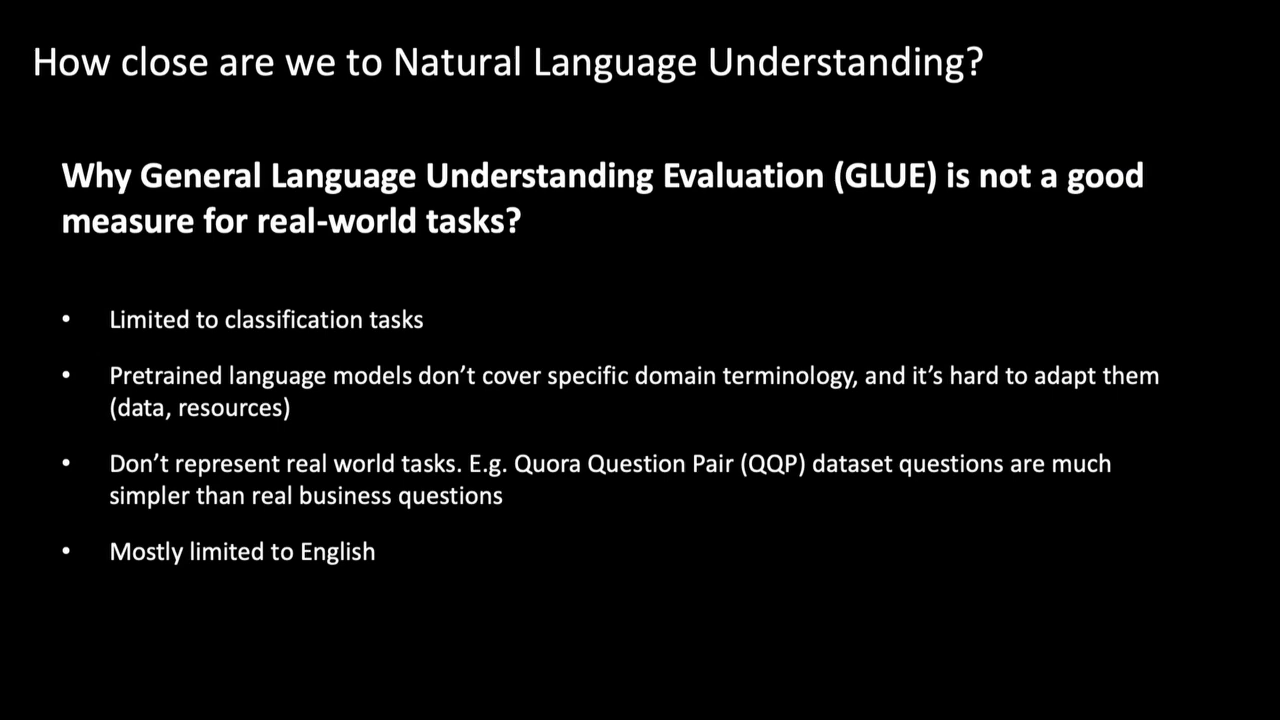 How close are we to Natural Language Understanding?
Why General Language Understanding Evaluation (GLUE) is not a good
measure for real-world tasks?
• Limited to classification tasks
• Pretrained language models don’t cover specific domain terminology, and it’s hard to adapt them
(data, resources)
• Don’t represent real world tasks. E.g. Quora Question Pair (QQP) dataset questions are much
simpler than real business questions
• Mostly limited to English